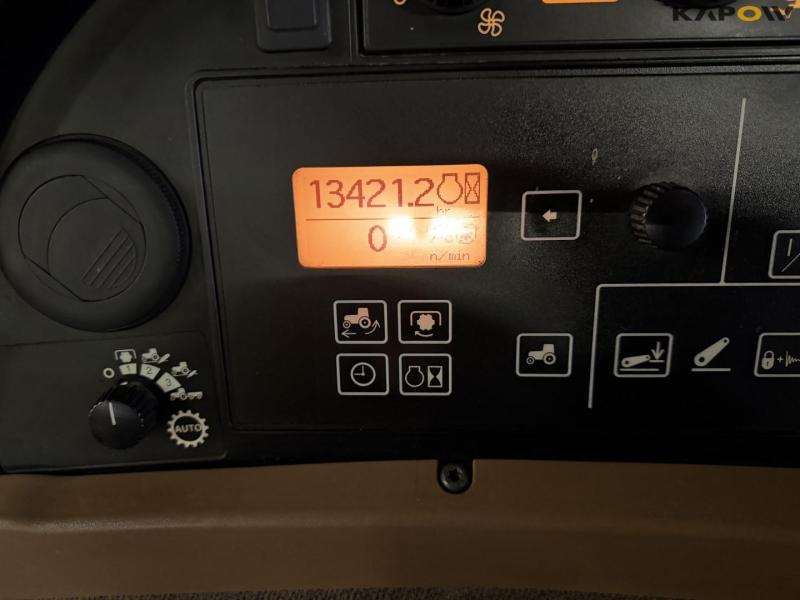 KAPOW
13421.2
hr
0
n/min
1
2
3
AUTO